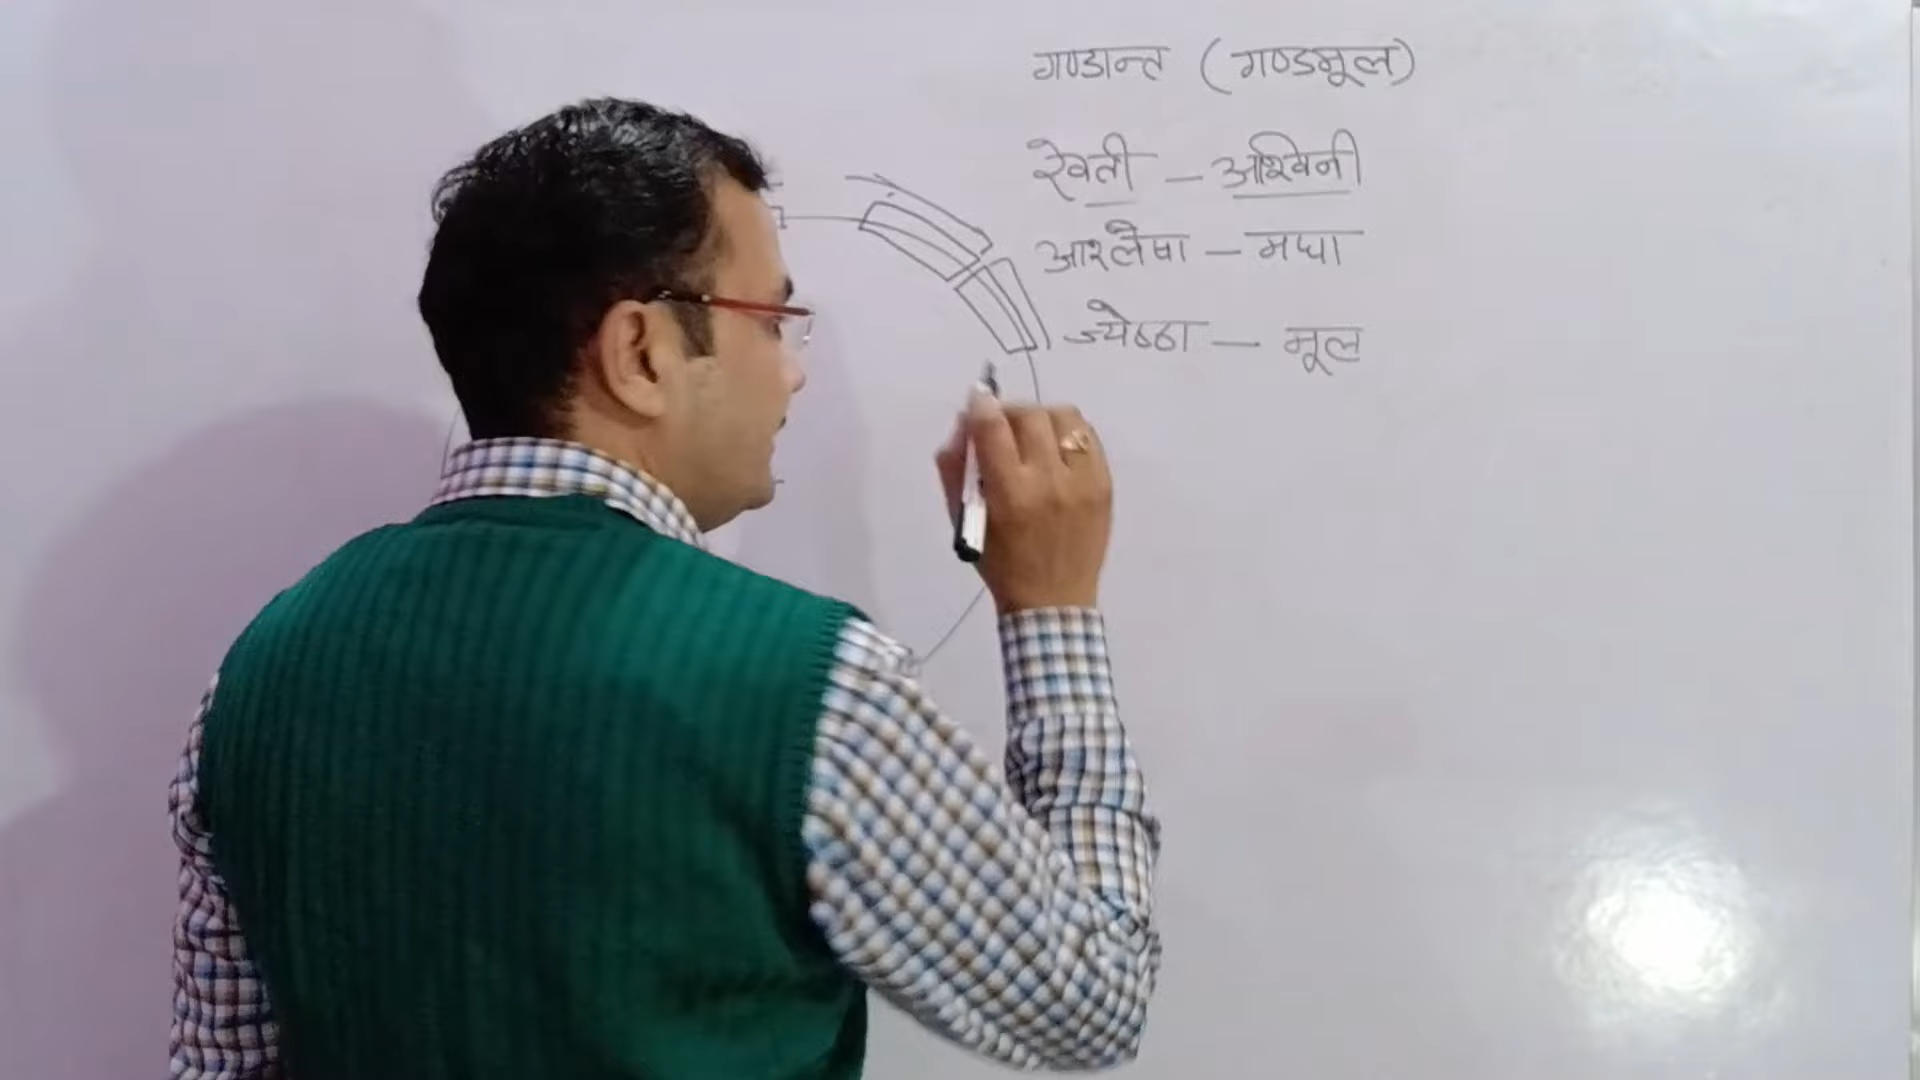 गण्डान्त (गण्डमूल)
रेवती — अश्विनी
आश्लेषा — मघा
ज्येष्ठा — मूल